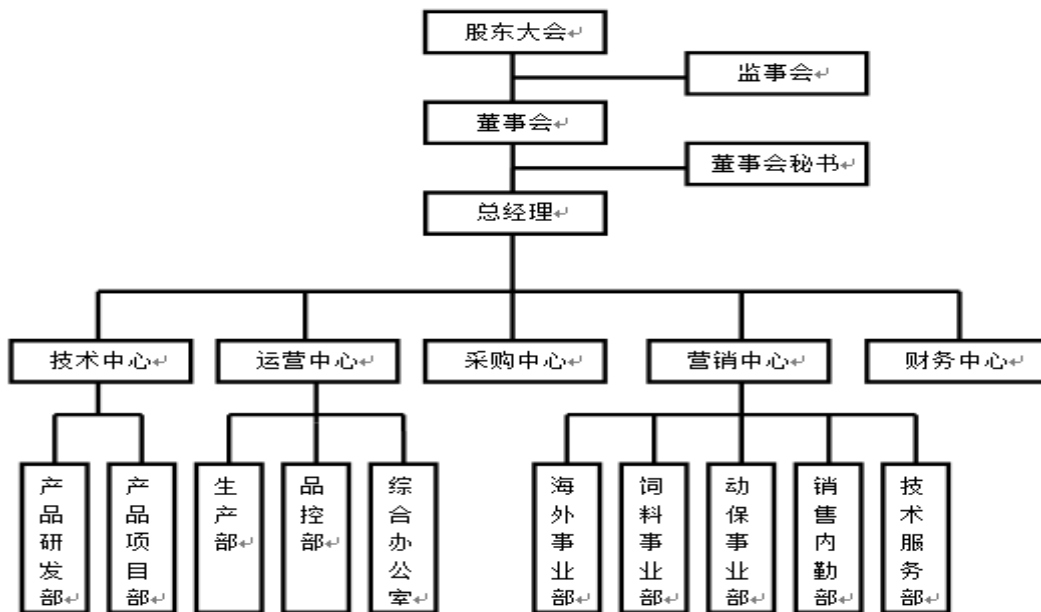 股东大会
监事会
董事会
董事会秘书
总经理
技术中心
运营中心
采购中心
营销中心
财务中心
产品研发部
产品项目部
生产部
品控部
综合办公室
海外事业部
词料事业部
动保事业部
销售内勤部
技术服务部